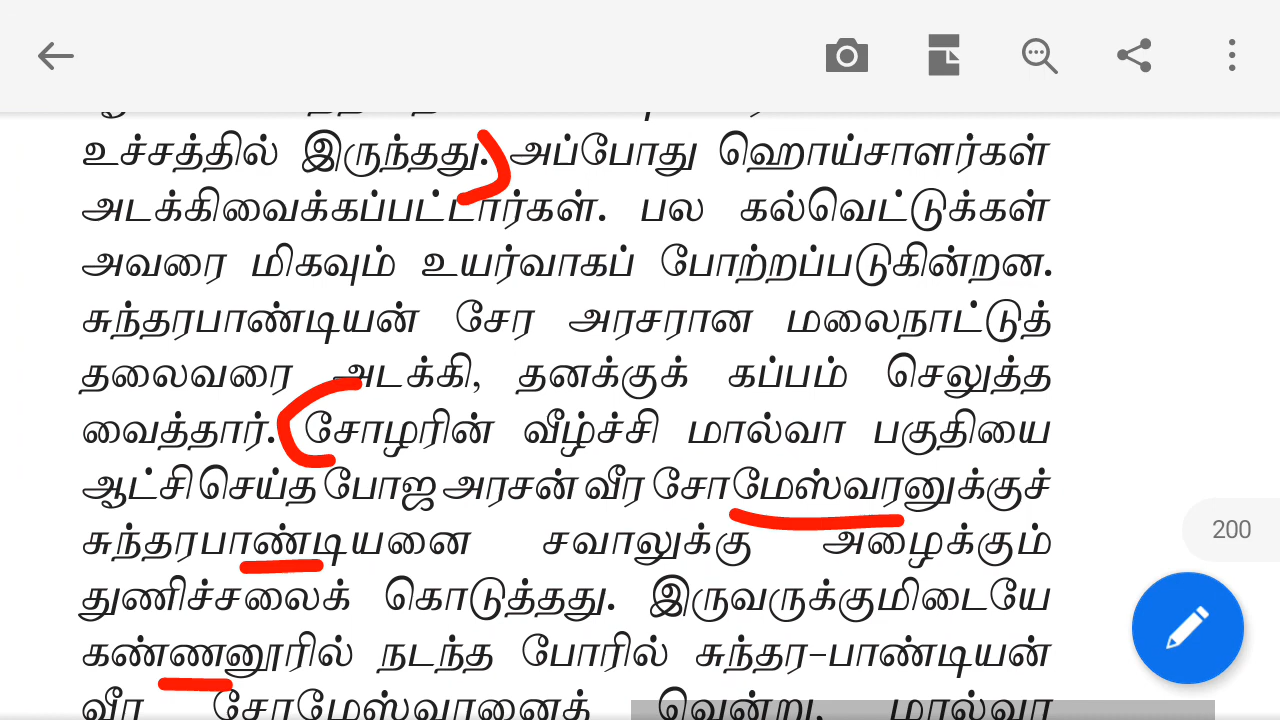 உச்சத்தில் இருந்தது. அப்போது ஹொய்சாளர்கள்
அடக்கிவைக்கப்பட்டார்கள். பல கல்வெட்டுக்கள்
அவரை மிகவும் உயர்வாகப் போற்றப்படுகின்றன.
சுந்தரபாண்டியன் சேர அரசரான மலைநாட்டுத்
தலைவரை அடக்கி, தனக்குக் கப்பம் செலுத்த
வைத்தார். சோழரின் வீழ்ச்சி மால்வா பகுதியை
ஆட்சி செய்த போஜ அரசன் வீர சோமேஸ்வரனுக்குச்
சுந்தரபாண்டியனை சவாலுக்கு அழைக்கும்
200
துணிச்சலைக் கொடுத்தது. இருவருக்குமிடையே
கண்ணனூரில் நடந்த போரில் சுந்தர-பாண்டியன்
வீர சோமேஸ்வரனைத் வென்று, மால்வா